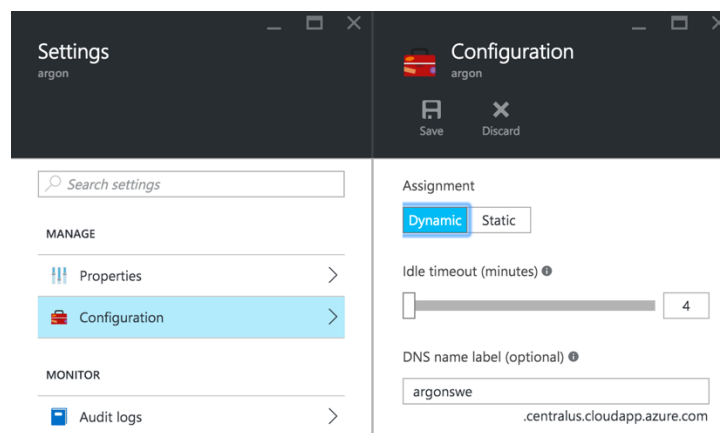 Settings
argon
Search settings
MANAGE
Properties
Configuration
MONITOR
Audit logs
Configuration
argon
Save Discard
Assignment
Dynamic Static
Idle timeout (minutes)
4
DNS name label (optional)
argonswe
.centralus.cloudapp.azure.com